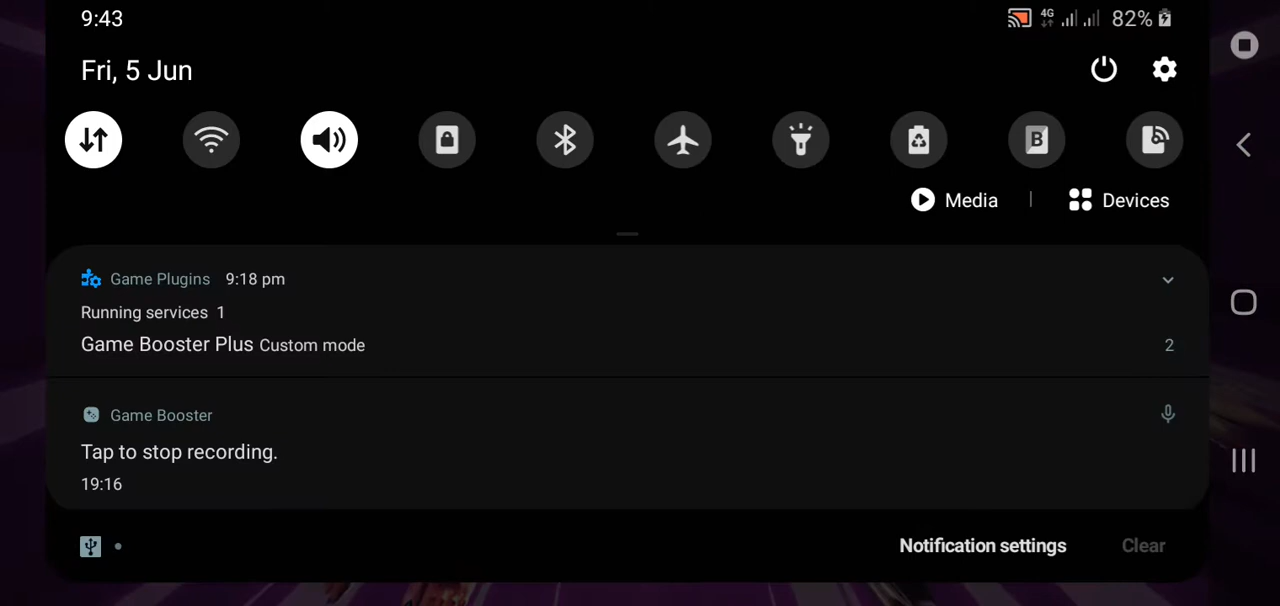 9:43
4G 82%
Fri, 5 Jun
B
Media | Devices
Game Plugins 9:18 pm
Running services 1
Game Booster Plus Custom mode 2
Game Booster
Tap to stop recording.
19:16
Notification settings Clear